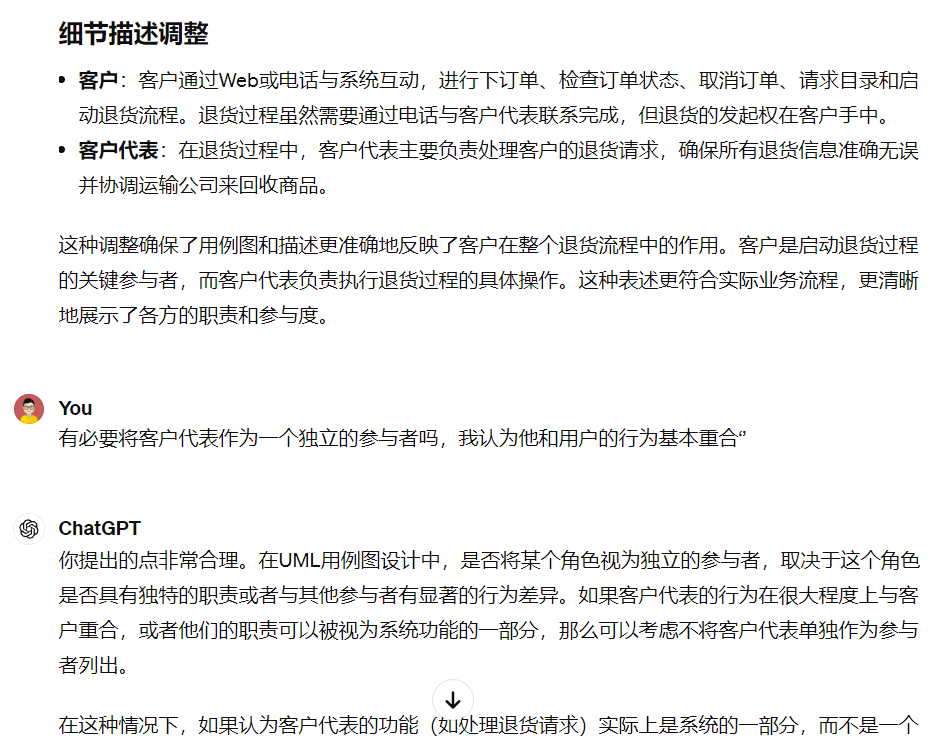 细节描述调整
• 客户：客户通过Web或电话与系统互动，进行下订单、检查订单状态、取消订单、请求目录和启
动退货流程。退货过程虽然需要通过电话与客户代表联系完成，但退货的发起权在客户手中。
• 客户代表：在退货过程中，客户代表主要负责处理客户的退货请求，确保所有退货信息准确无误
并协调运输公司来回收商品。
这种调整确保了用例图和描述更准确地反映了客户在整个退货流程中的作用。客户是启动退货过程
的关键参与者，而客户代表负责执行退货过程的具体操作。这种表述更符合实际业务流程，更清晰
地展示了各方的职责和参与度。
You
有必要将客户代表作为一个独立的参与者吗，我认为他和用户的行为基本重合‘’
ChatGPT
你提出的点非常合理。在UML用例图设计中，是否将某个角色视为独立的参与者，取决于这个角色
是否具有独特的职责或者与其他参与者有显著的行为差异。如果客户代表的行为在很大程度上与客
户重合，或者他们的职责可以被视为系统功能的一部分，那么可以考虑不将客户代表单独作为参与
者列出。
在这种情况下，如果认为客户代表的功能（如处理退货请求）实际上是系统的一部分，而不是一个